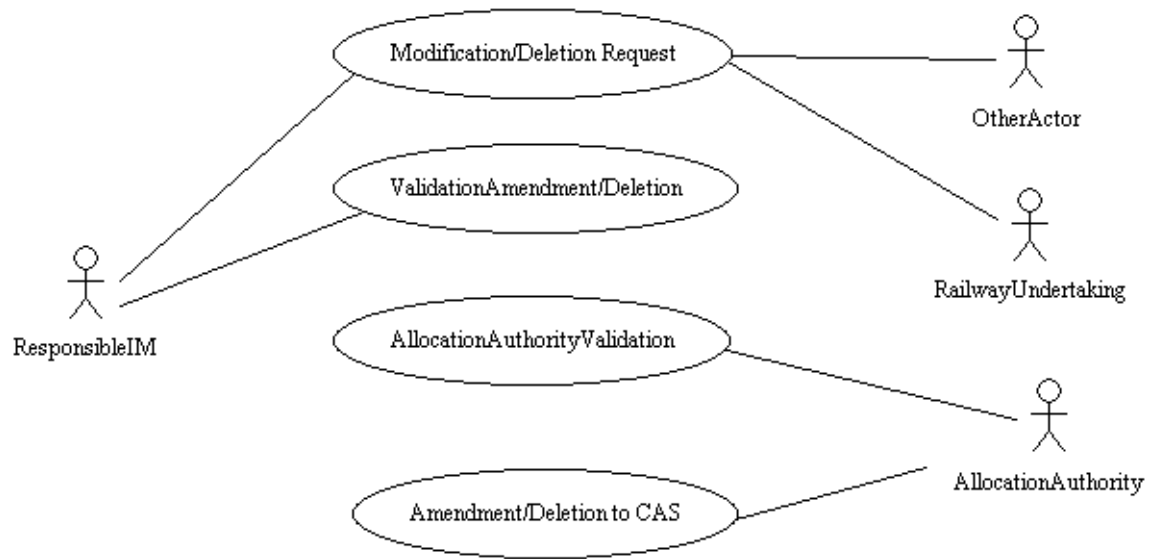 Modification/Deletion Request
OtherActor
ValidationAmendment/Deletion
RailwayUndertaking
ResponsibleIM
AllocationAuthorityValidation
AllocationAuthority
Amendment/Deletion to CAS